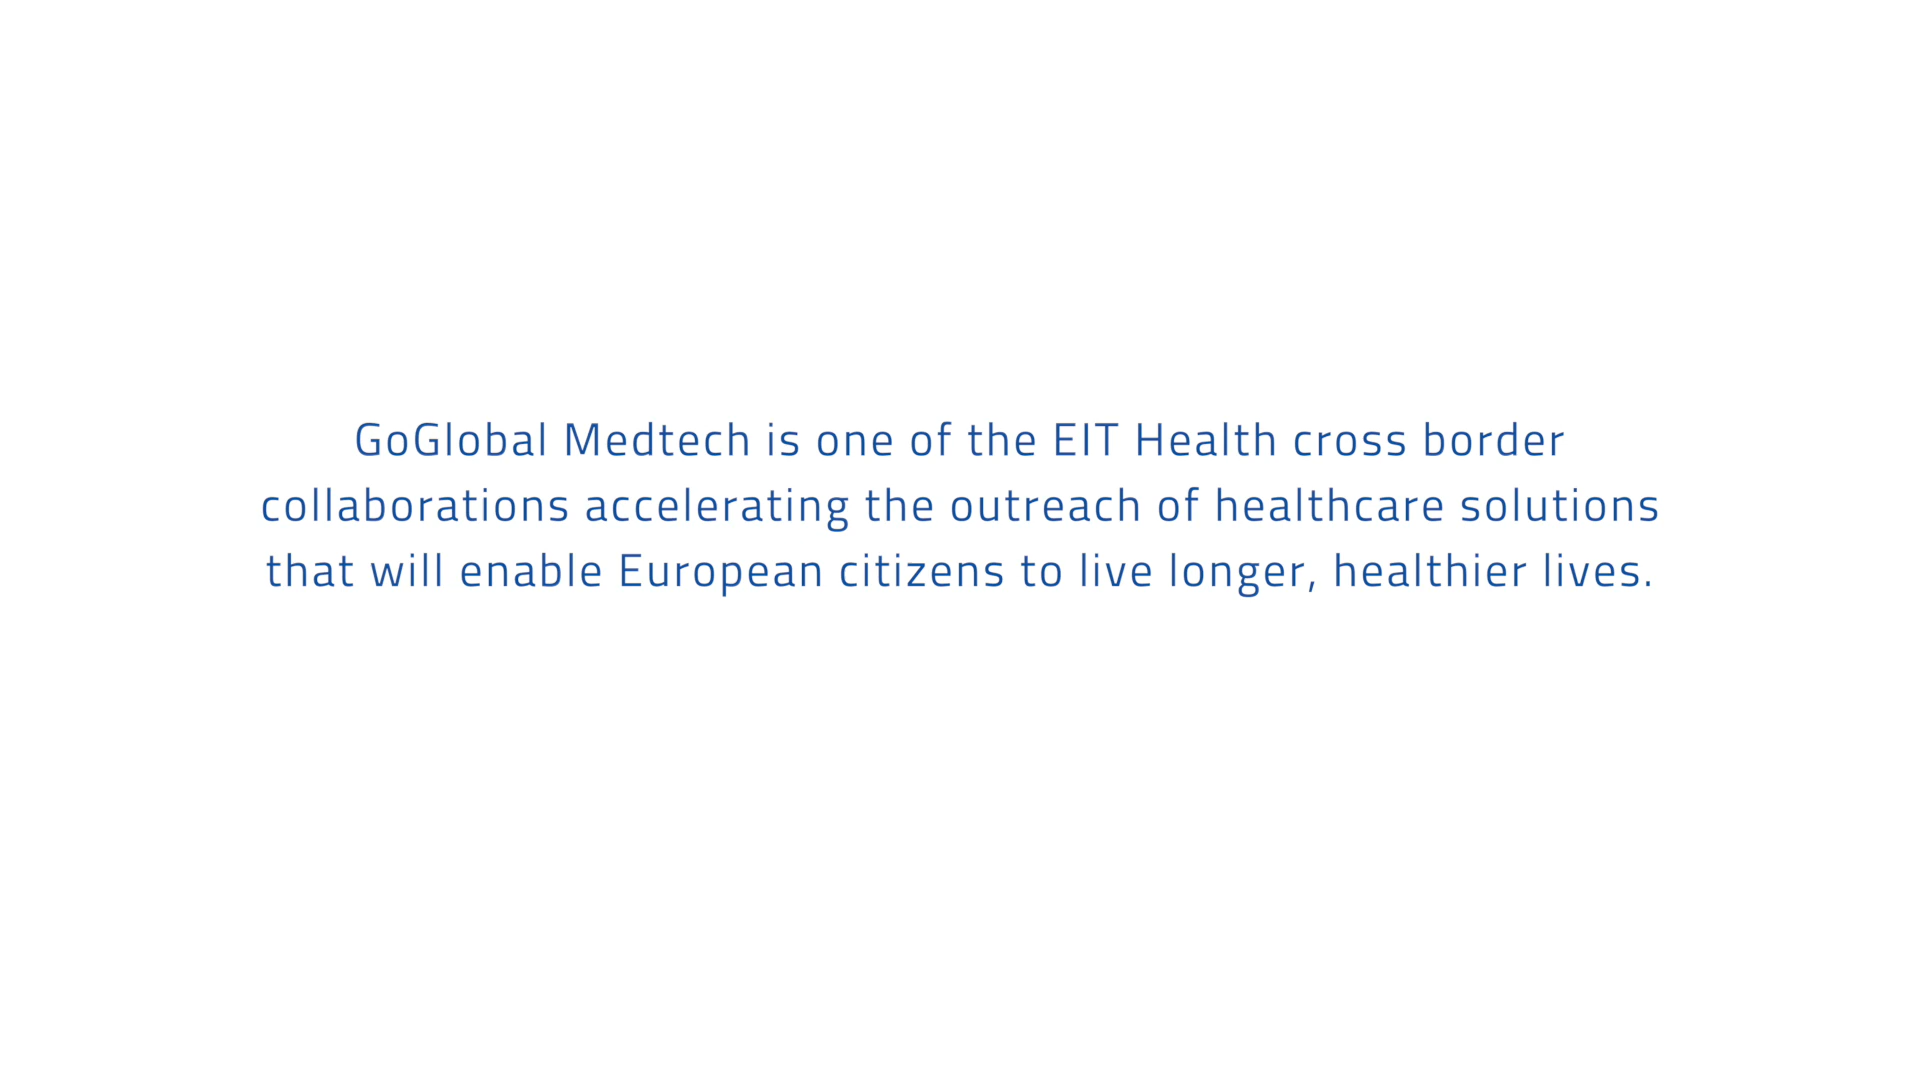 GoGlobal Medtech is one of the EIT Health cross border
collaborations accelerating the outreach of healthcare solutions
that will enable European citizens to live longer, healthier lives.